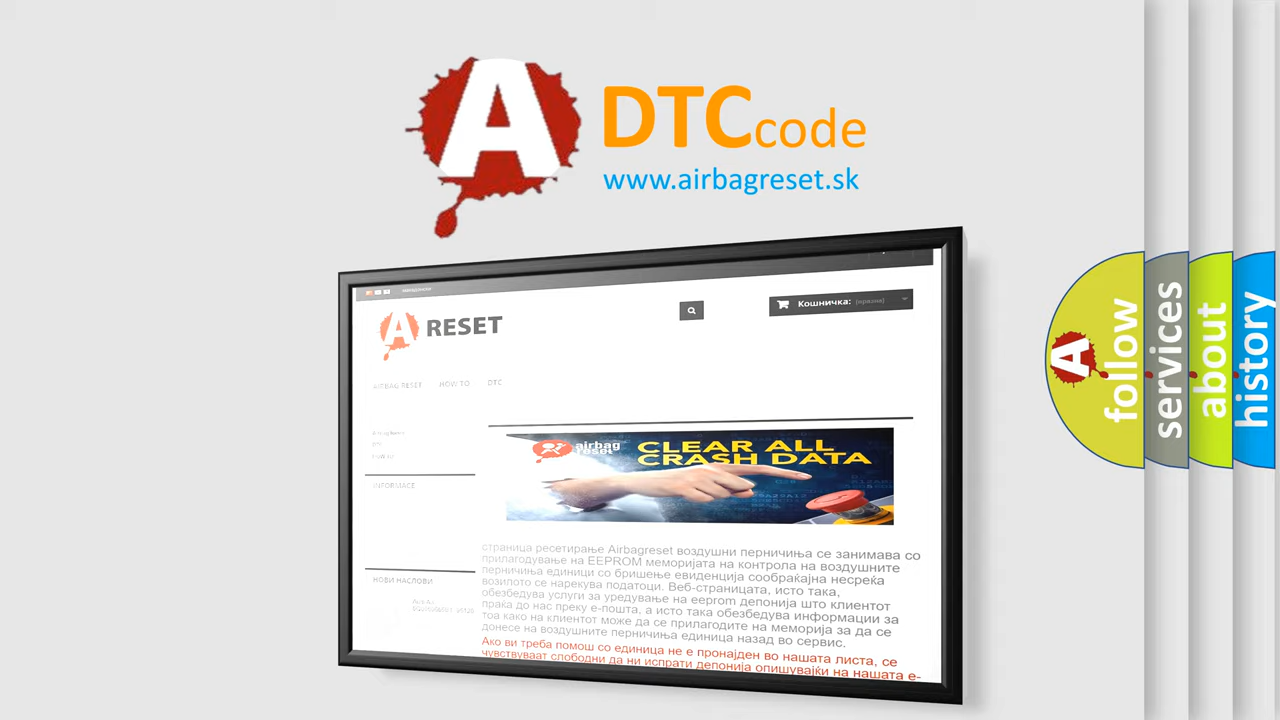 A
DTC code
www.airbagreset.sk
A RESET
Кошничка: (празна)
AIRBAG RESET HOW TO DTC
airbag reset
CLEAR ALL
CRASH DATA
INFORMACE
НОВИ НАСЛОВИ
страница ресетирање Airbagreset воздушни перничиња се занимава со
прилагодување на EEPROM меморијата на контрола на воздушните
перничиња единици со бришење евиденција сообраќајна несреќа
возилото се нарекува податоци. Веб-страницата, исто така,
обезбедува услуги за уредување на eeprom депонија што клиентот
праќа до нас преку е-пошта, а исто така обезбедува информации за
тоа како на клиентот може да се прилагодите на меморија за да се
донесе на воздушните перничиња единица назад во сервис.
Ако ви треба помош со единица не е пронајден во нашата листа, се
чувствуваат слободни да ни испрати депонија опишувајќи на нашата е-
A
follow
services
about
history